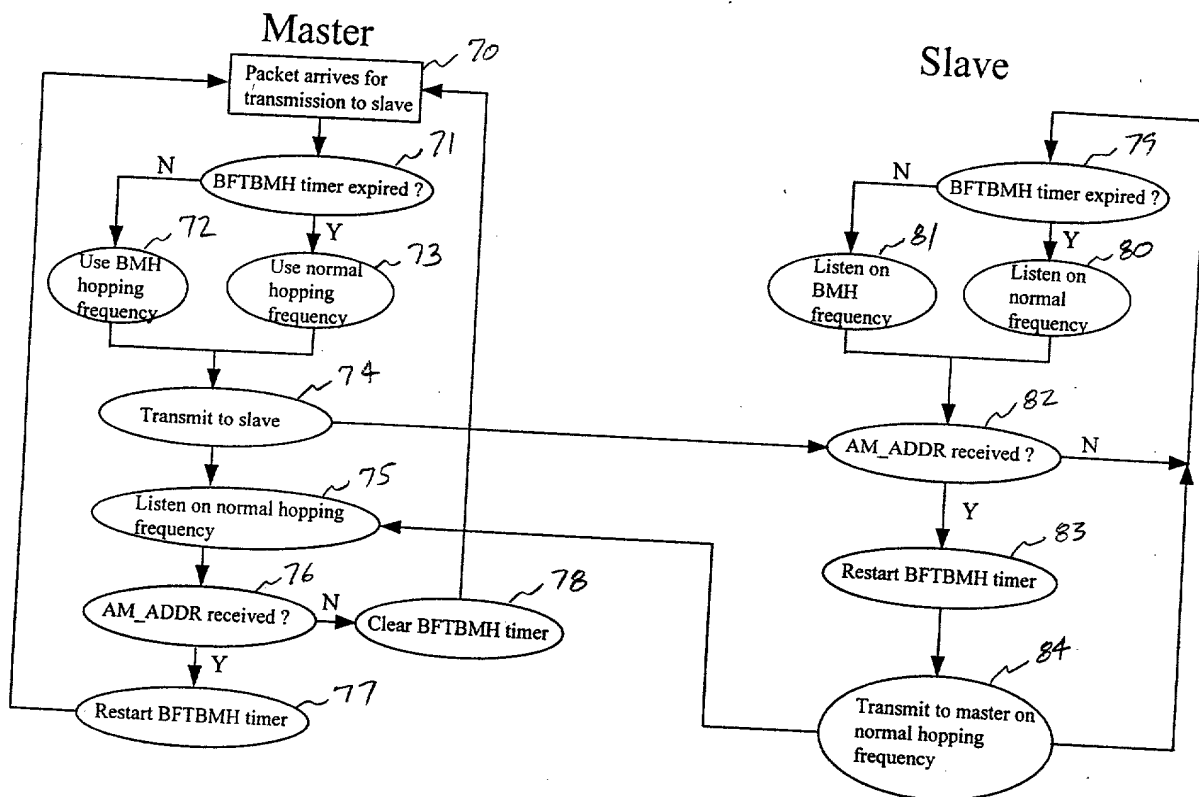 Master
70
Packet arrives for
transmission to slave
71
N
BFTBMH timer expired ?
72
Y
73
Use BMH
hopping
frequency
Use normal
hopping
frequency
74
Transmit to slave
75
Listen on normal hopping
frequency
76
AM_ADDR received ?
N
78
Clear BFTBMH timer
Y
77
Restart BFTBMH timer
Slave
79
N
BFTBMH timer expired ?
81
Y
80
Listen on
BMH
frequency
Listen on
normal
frequency
82
AM_ADDR received ?
N
Y
83
Restart BFTBMH timer
84
Transmit to master on
normal hopping
frequency